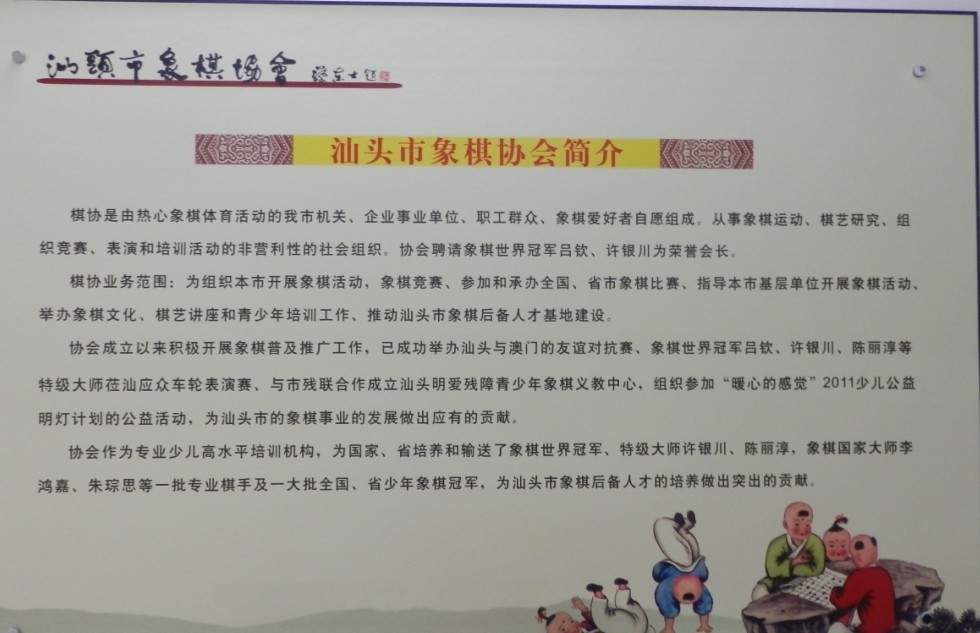 汕頭市象棋協會
汕头市象棋协会简介
棋协是由热心象棋体育活动的我市机关、企业事业单位、职工群众、象棋爱好者自愿组成。从事象棋运动、棋艺研究、组
织竞赛、表演和培训活动的非营利性的社会组织。协会聘请象棋世界冠军吕钦、许银川为荣誉会长。
棋协业务范围：为组织本市开展象棋活动，象棋竞赛、参加和承办全国、省市象棋比赛、指导本市基层单位开展象棋活动、
举办象棋文化、棋艺讲座和青少年培训工作、推动汕头市象棋后备人才基地建设。
协会成立以来积极开展象棋普及推广工作，已成功举办汕头与澳门的友谊对抗赛、象棋世界冠军吕钦、许银川、陈丽淳等
特级大师莅汕应众车轮表演赛、与市残联合作成立汕头明爱残障青少年象棋义教中心，组织参加“暖心的感觉”2011少儿公益
明灯计划的公益活动，为汕头市的象棋事业的发展做出应有的贡献。
协会作为专业少儿高水平培训机构，为国家、省培养和输送了象棋世界冠军、特级大师许银川、陈丽淳，象棋国家大师李
鸿嘉、朱琮思等一批专业棋手及一大批全国、省少年象棋冠军，为汕头市象棋后备人才的培养做出突出的贡献。